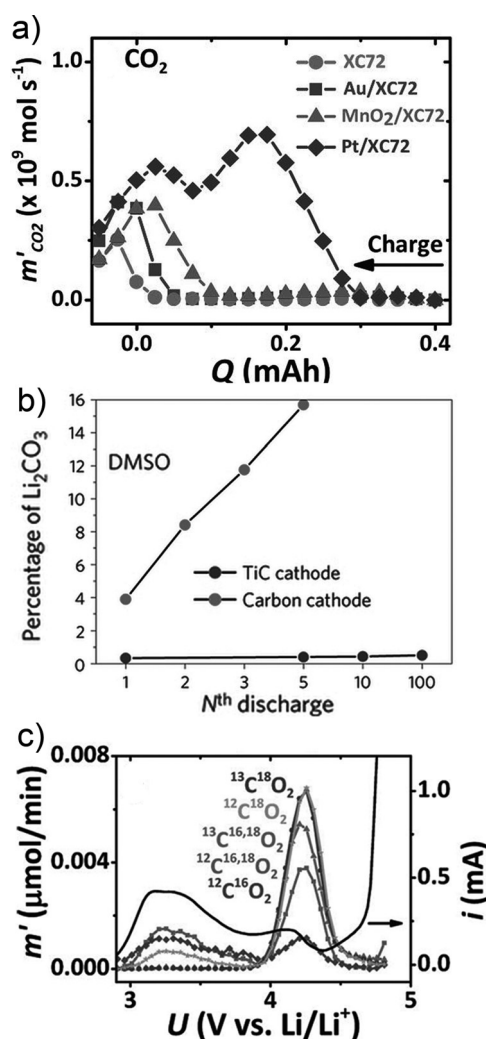 a)
CO₂
XC72
Au/XC72
MnO₂/XC72
Pt/XC72
Charge
m'CO2 (x 10⁹ mol s⁻¹)
1.0
0.5
0.0
0.0 0.2 0.4
Q (mAh)
b)
DMSO
Percentage of Li₂CO₃
16
14
12
10
8
6
4
2
0
TiC cathode
Carbon cathode
1 2 3 5 10 100
Nᵗʰ discharge
c)
m' (μmol/min)
0.008
0.004
0.000
¹³C¹⁸O₂
¹²C¹⁸O₂
¹³C¹⁶,¹⁸O₂
¹²C¹⁶,¹⁸O₂
¹²C¹⁶O₂
1.0
0.5
0.0
i (mA)
3 4 5
U (V vs. Li/Li⁺)